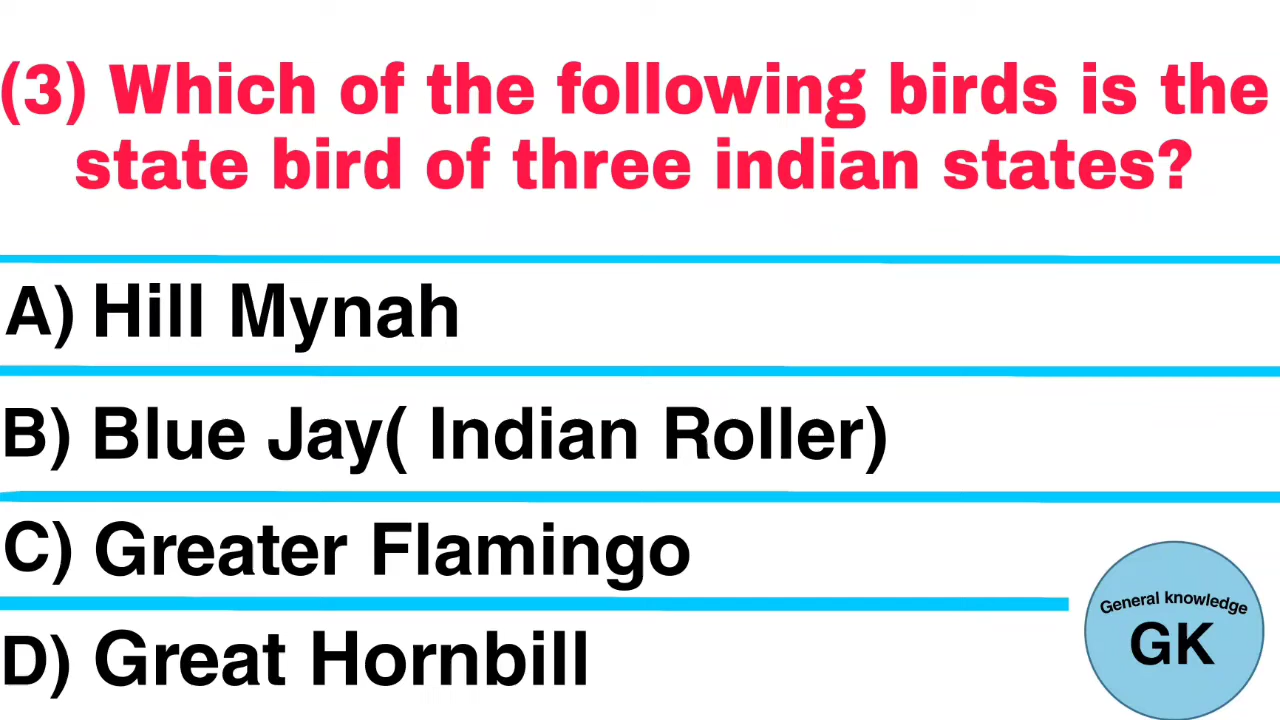 (3) Which of the following birds is the
state bird of three indian states?
A) Hill Mynah
B) Blue Jay( Indian Roller)
C) Greater Flamingo
D) Great Hornbill
General knowledge
GK